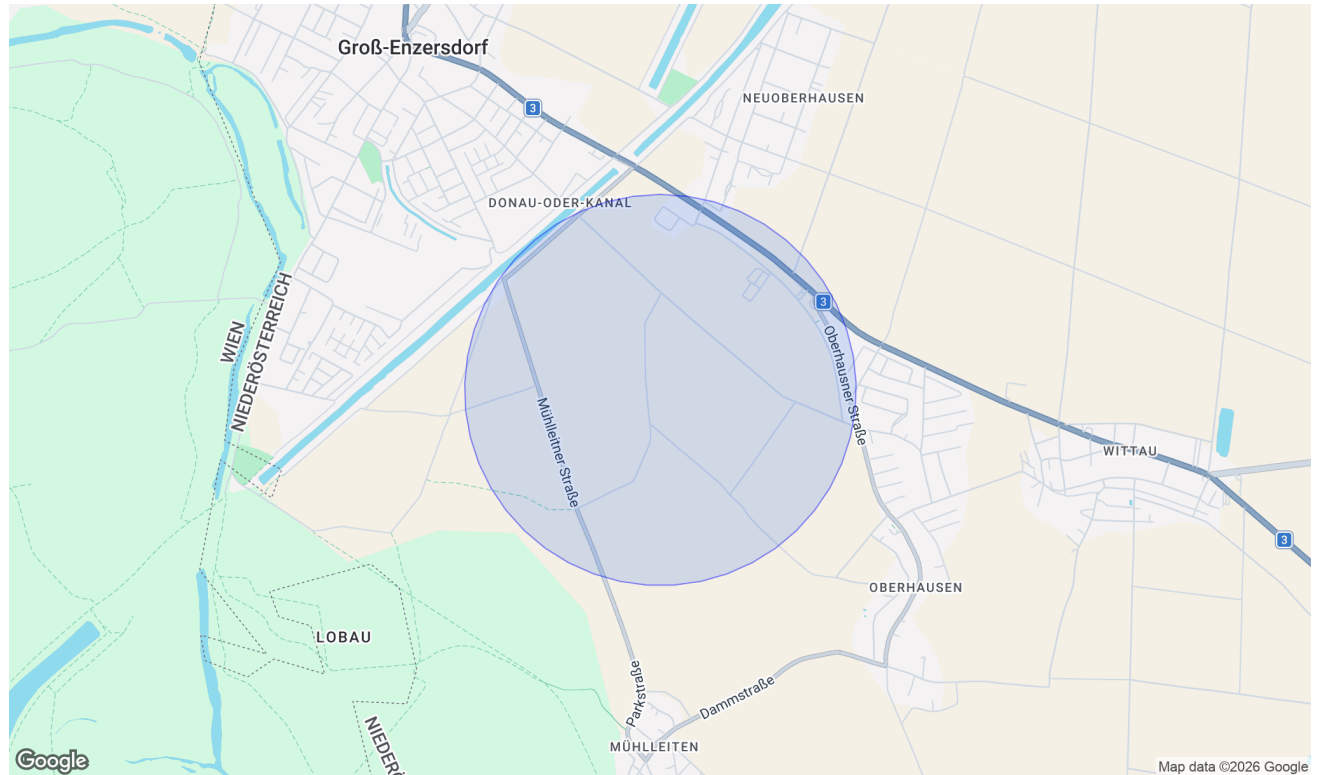 Groß-Enzersdorf
NEUOBERHAUSEN
3
DONAU-ODER-KANAL
WIEN
NIEDERÖSTERREICH
3
Oberhausner Straße
Mühlleitner Straße
WITTAU
3
OBERHAUSEN
LOBAU
Parkstraße
Dammstraße
NIEDERÖ
MÜHLLEITEN
Google
Map data ©2026 Google